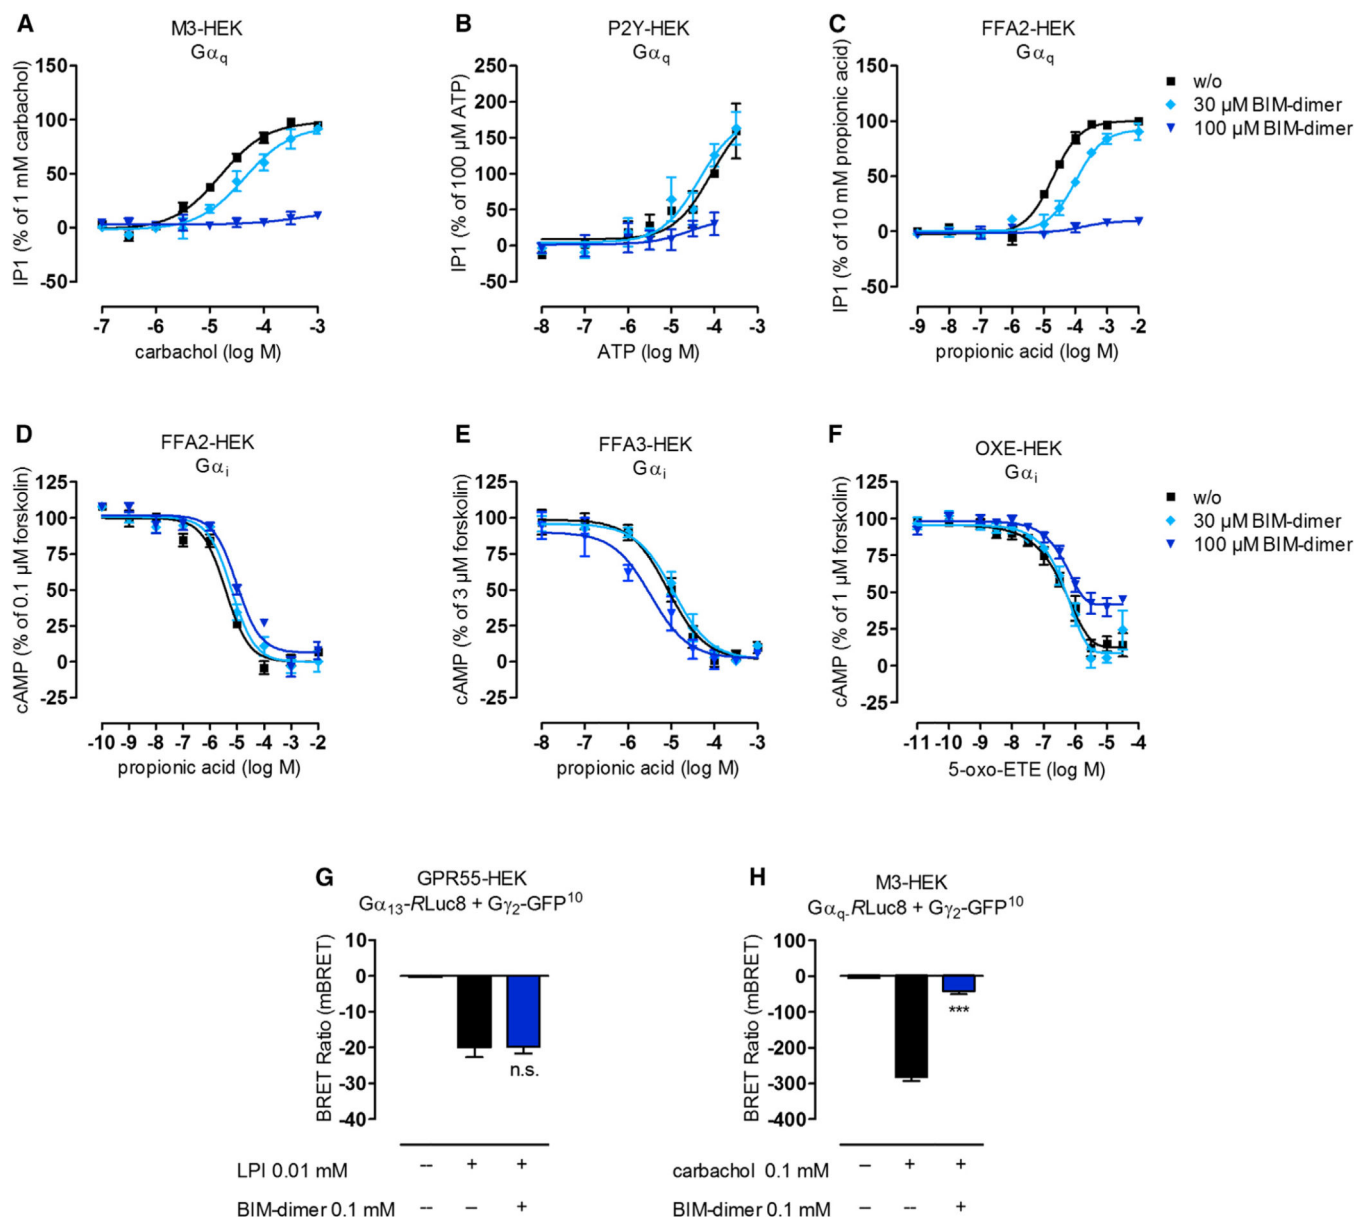 A
M3-HEK
Gαq
IP1 (% of 1 mM carbachol)
150
100
50
0
-50
-7 -6 -5 -4 -3
carbachol (log M)
B
P2Y-HEK
Gαq
IP1 (% of 100 µM ATP)
250
200
150
100
50
0
-50
-8 -7 -6 -5 -4 -3
ATP (log M)
C
FFA2-HEK
Gαq
IP1 (% of 10 mM propionic acid)
150
100
50
0
-50
-9 -8 -7 -6 -5 -4 -3 -2
propionic acid (log M)
w/o
30 µM BIM-dimer
100 µM BIM-dimer
D
FFA2-HEK
Gαi
cAMP (% of 0.1 µM forskolin)
125
100
75
50
25
0
-25
-10 -9 -8 -7 -6 -5 -4 -3 -2
propionic acid (log M)
E
FFA3-HEK
Gαi
cAMP (% of 3 µM forskolin)
125
100
75
50
25
0
-25
-8 -7 -6 -5 -4 -3
propionic acid (log M)
F
OXE-HEK
Gαi
cAMP (% of 1 µM forskolin)
125
100
75
50
25
0
-25
-11 -10 -9 -8 -7 -6 -5 -4
5-oxo-ETE (log M)
w/o
30 µM BIM-dimer
100 µM BIM-dimer
G
GPR55-HEK
Gα13-RLuc8 + Gγ2-GFP10
BRET Ratio (mBRET)
10
0
-10
-20
-30
-40
n.s.
LPI 0.01 mM -- + +
BIM-dimer 0.1 mM -- – +
H
M3-HEK
Gαq-RLuc8 + Gγ2-GFP10
BRET Ratio (mBRET)
100
0
-100
-200
-300
-400
***
carbachol 0.1 mM – + +
BIM-dimer 0.1 mM -- -- +